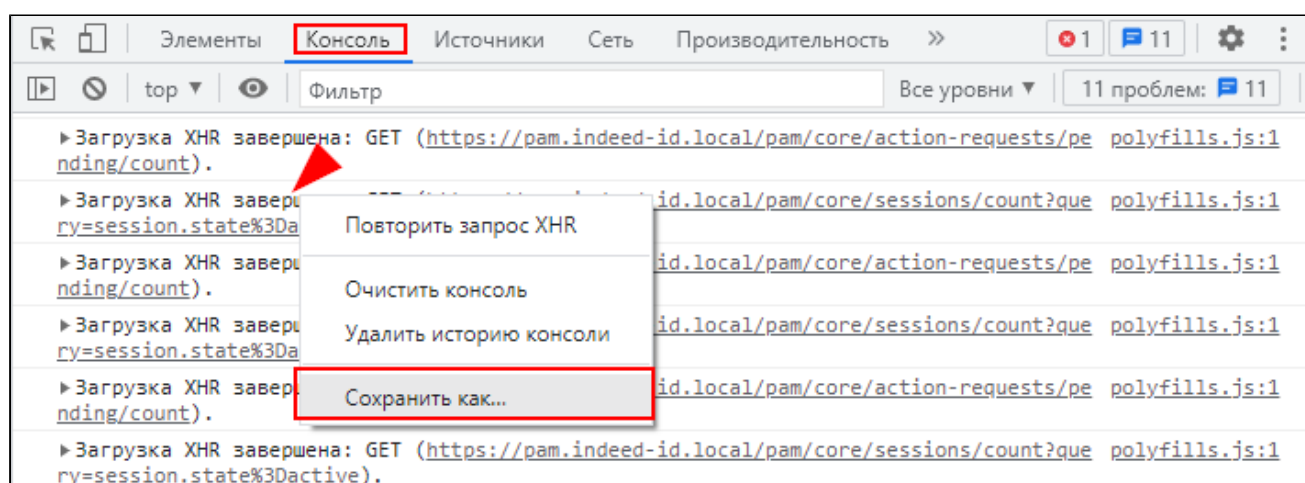 Элементы Консоль Источники Сеть Производительность » 1 11
top ▼ Фильтр Все уровни ▼ 11 проблем: 11
▶Загрузка XHR завершена: GET (https://pam.indeed-id.local/pam/core/action-requests/pe polyfills.js:1
nding/count).
▶Загрузка XHR заверш id.local/pam/core/sessions/count?que polyfills.js:1
ry=session.state%3Da
Повторить запрос XHR
▶Загрузка XHR заверш id.local/pam/core/action-requests/pe polyfills.js:1
nding/count).
Очистить консоль
▶Загрузка XHR заверш id.local/pam/core/sessions/count?que polyfills.js:1
Удалить историю консоли
ry=session.state%3Da
▶Загрузка XHR заверш id.local/pam/core/action-requests/pe polyfills.js:1
Сохранить как...
nding/count).
▶Загрузка XHR завершена: GET (https://pam.indeed-id.local/pam/core/sessions/count?que polyfills.js:1
ry=session.state%3Dactive).